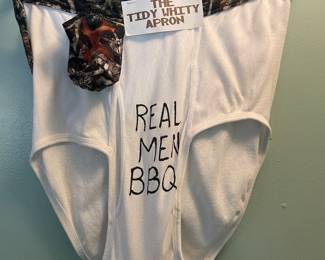 THE
TIDY WHITY
APRON
REAL
MEN
BBQ